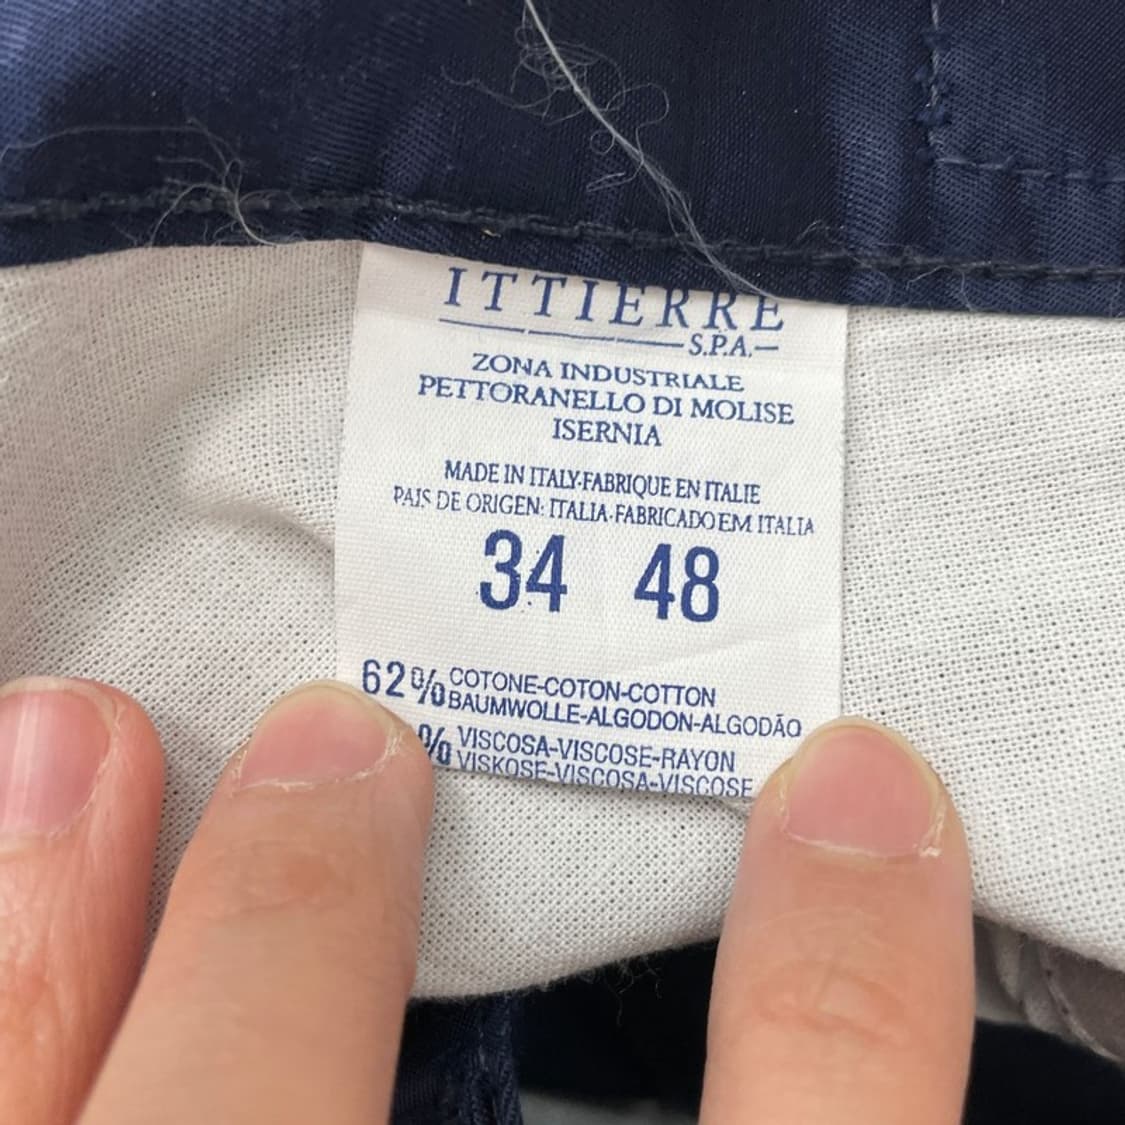 ITTIERRE
S.P.A.
ZONA INDUSTRIALE
PETTORANELLO DI MOLISE
ISERNIA
MADE IN ITALY-FABRIQUE EN ITALIE
PAIS DE ORIGEN: ITALIA-FABRICADO EM ITALIA
34 48
62% COTONE-COTON-COTTON
BAUMWOLLE-ALGODON-ALGODÃO
% VISCOSA-VISCOSE-RAYON
VISKOSE-VISCOSA-VISCOSE